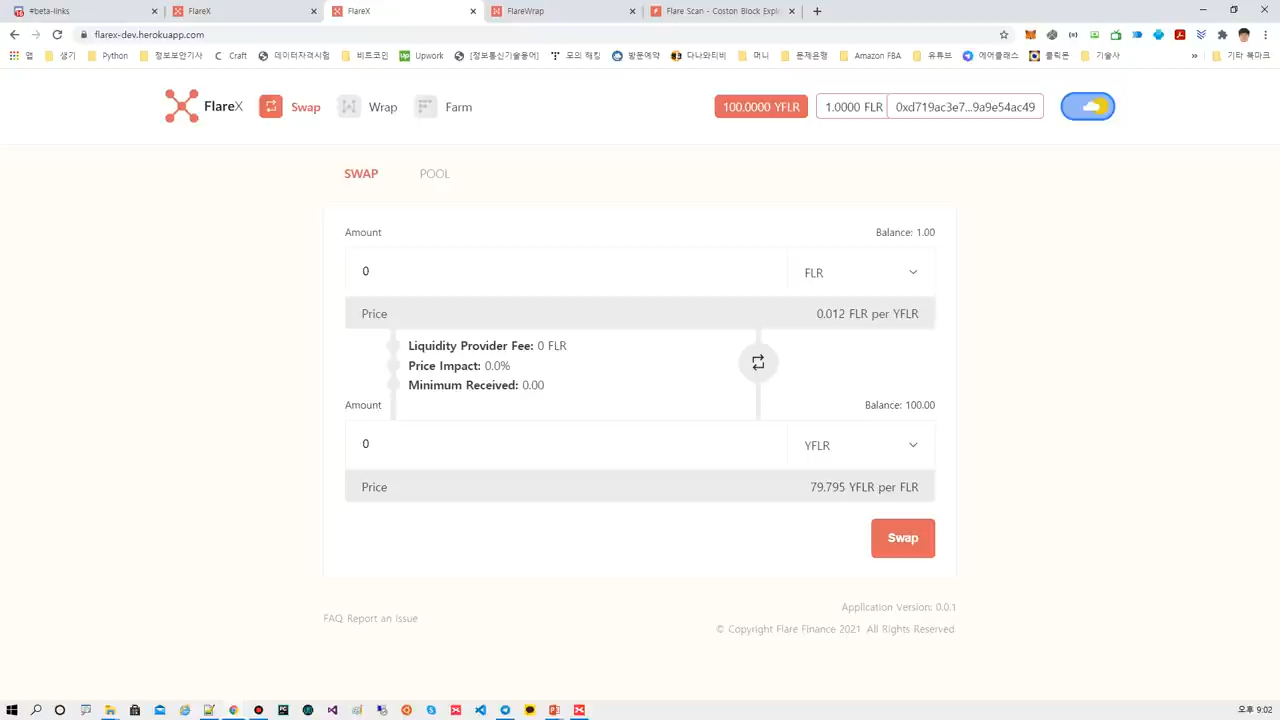 #beta-links
FlareX
FlareX
FlareWrap
Flare Scan - Coston Block Explo
flarex-dev.herokuapp.com
앱
생기
Python
정보보안기사
Craft
데이터자격시험
비트코인
Upwork
[정보통신기술용어]
모의 해킹
방문예약
다나와티비
머니
문제은행
Amazon FBA
유튜브
에어클래스
클릭몬
기술사
»
기타 북마크
FlareX
Swap
Wrap
Farm
100.0000 YFLR
1.0000 FLR
0xd719ac3e7...9a9e54ac49
SWAP
POOL
Amount
Balance: 1.00
0
FLR
Price
0.012 FLR per YFLR
Liquidity Provider Fee: 0 FLR
Price Impact: 0.0%
Minimum Received: 0.00
Amount
Balance: 100.00
0
YFLR
Price
79.795 YFLR per FLR
Swap
FAQ Report an Issue
Application Version: 0.0.1
© Copyright Flare Finance 2021 All Rights Reserved
오후 9:02